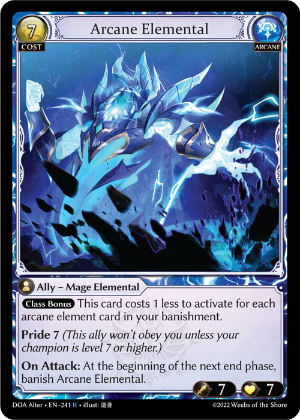 7
COST
Arcane Elemental
ARCANE
Ally – Mage Elemental
Class Bonus This card costs 1 less to activate for each
arcane element card in your banishment.
Pride 7 (This ally won't obey you unless your
champion is level 7 or higher.)
On Attack: At the beginning of the next end phase,
banish Arcane Elemental.
7
7
DOA Alter • EN–241 R • illust: 道漫
©2022 Weebs of the Shore